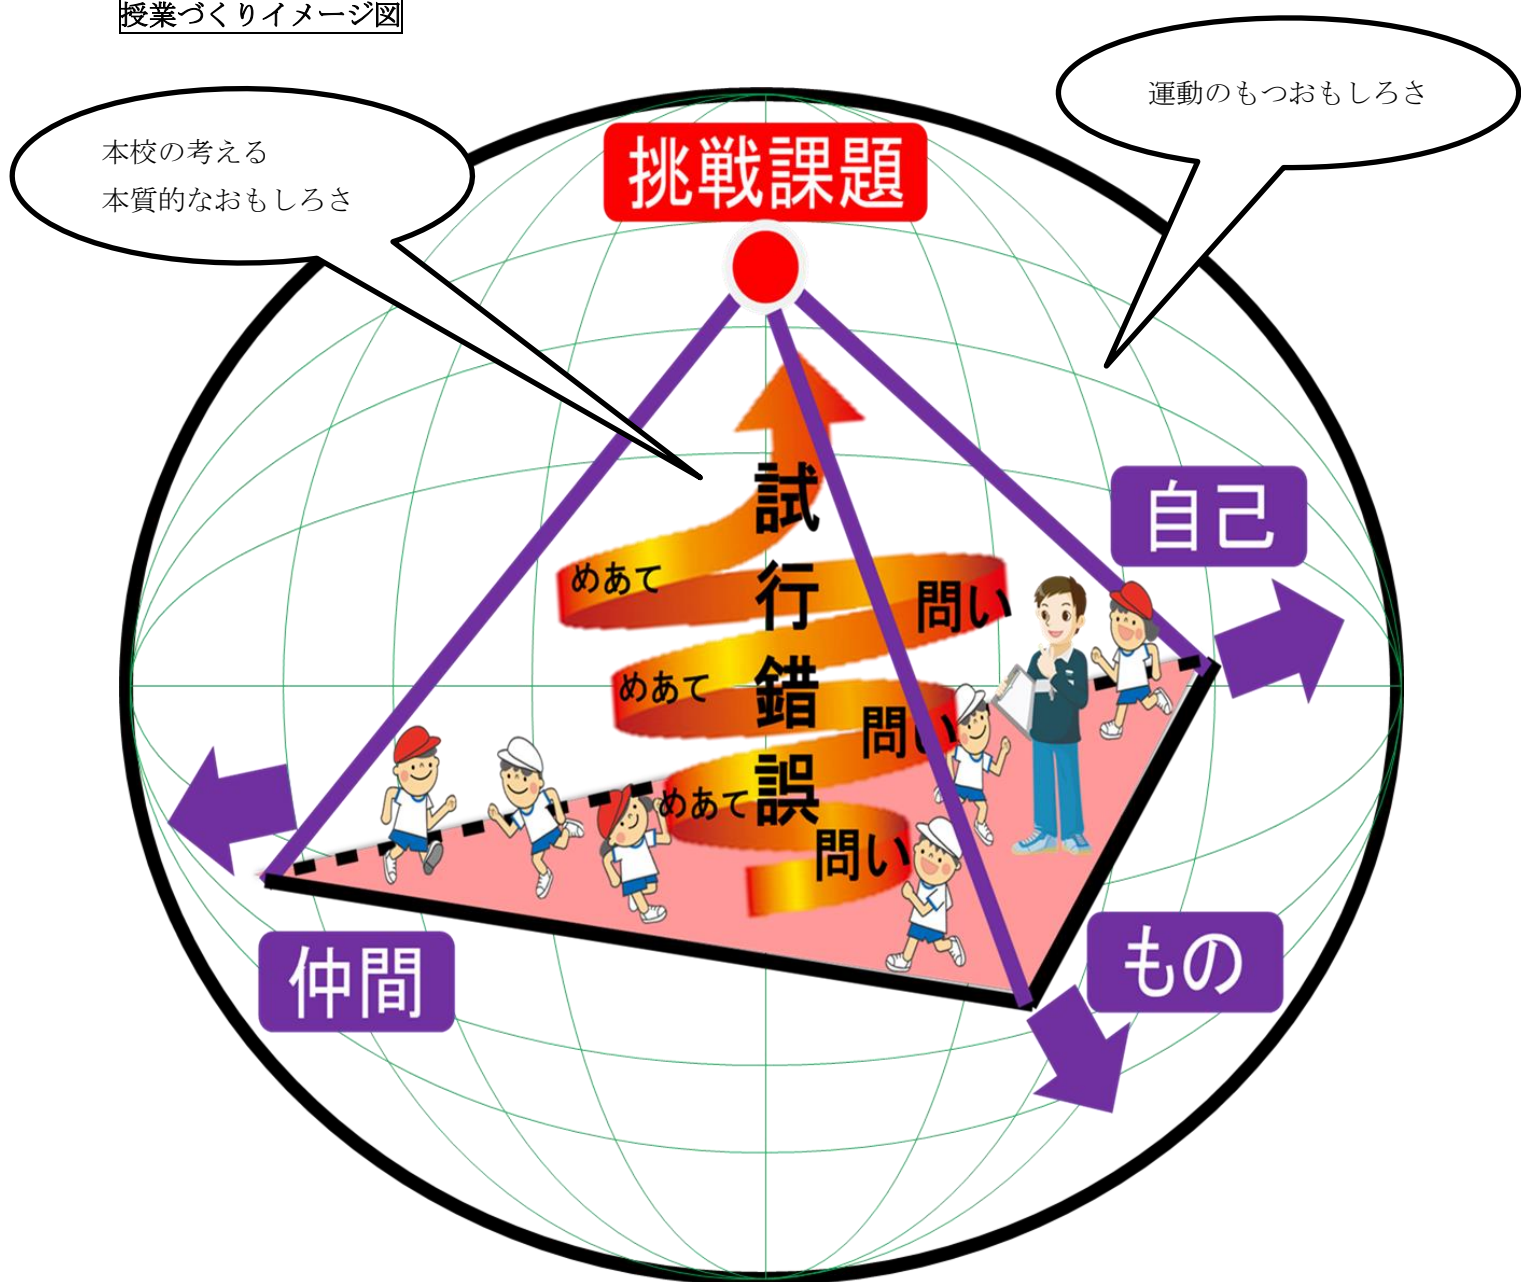 授業づくりイメージ図
運動のもつおもしろさ
本校の考える
本質的なおもしろさ
挑戦課題
自己
試行錯誤
めあて
問い
めあて
問い
めあて
問い
仲間
もの